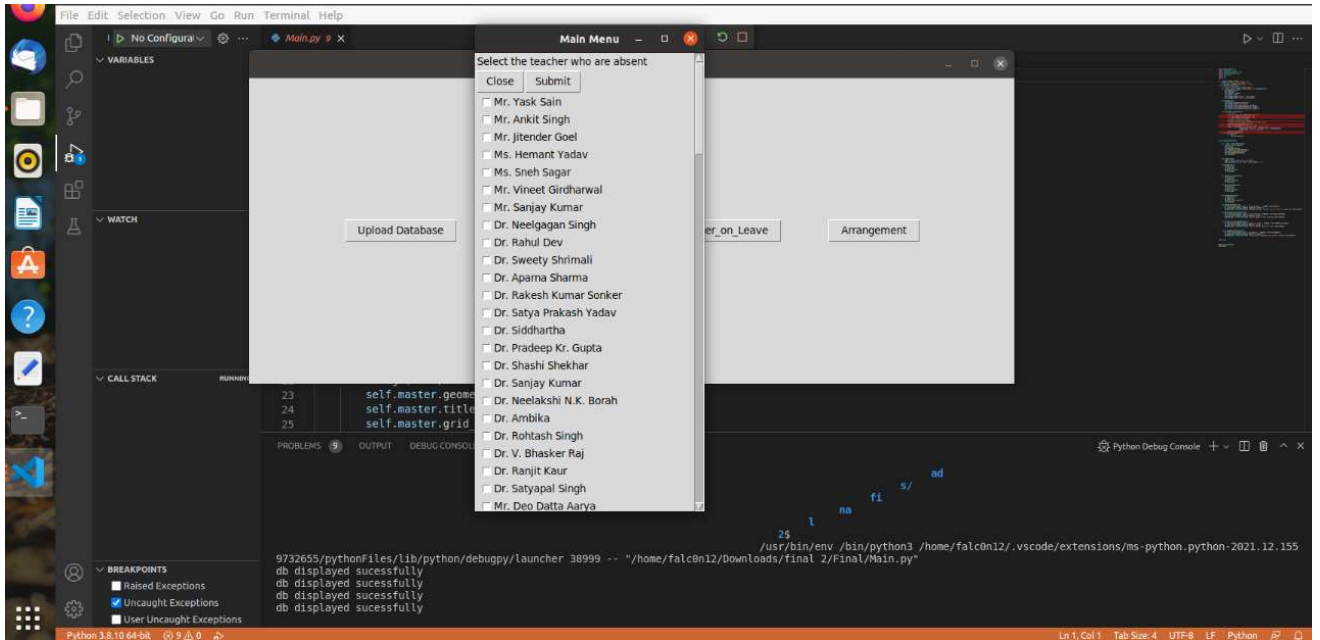 File Edit Selection View Go Run Terminal Help
No Configurat
Main.py 9
Main Menu
VARIABLES
Select the teacher who are absent
Close Submit
Mr. Yask Sain
Mr. Ankit Singh
Mr. Jitender Goel
Ms. Hemant Yadav
Ms. Sneh Sagar
Mr. Vineet Girdharwal
Mr. Sanjay Kumar
Dr. Neelgagan Singh
Dr. Rahul Dev
Dr. Sweety Shrimali
Dr. Aparna Sharma
Dr. Rakesh Kumar Sonker
Dr. Satya Prakash Yadav
Dr. Siddhartha
Dr. Pradeep Kr. Gupta
Dr. Shashi Shekhar
Dr. Sanjay Kumar
Dr. Neelakshi N.K. Borah
Dr. Ambika
Dr. Rohtash Singh
Dr. V. Bhasker Raj
Dr. Ranjit Kaur
Dr. Satyapal Singh
Mr. Deo Datta Aarya
WATCH
Upload Database
er_on_Leave
Arrangement
CALL STACK RUNNING
23 self.master.geome
24 self.master.title
25 self.master.grid_
PROBLEMS 9 OUTPUT DEBUG CONSOL
Python Debug Console
ad
s/
fi
na
l
2$
/usr/bin/env /bin/python3 /home/falc0n12/.vscode/extensions/ms-python.python-2021.12.155
9732655/pythonFiles/lib/python/debugpy/launcher 38999 -- "/home/falc0n12/Downloads/final 2/Final/Main.py"
db displayed sucessfully
db displayed sucessfully
db displayed sucessfully
db displayed sucessfully
BREAKPOINTS
Raised Exceptions
Uncaught Exceptions
User Uncaught Exceptions
Python 3.8.10 64-bit 9 0
Ln 1, Col 1 Tab Size: 4 UTF-8 LF Python